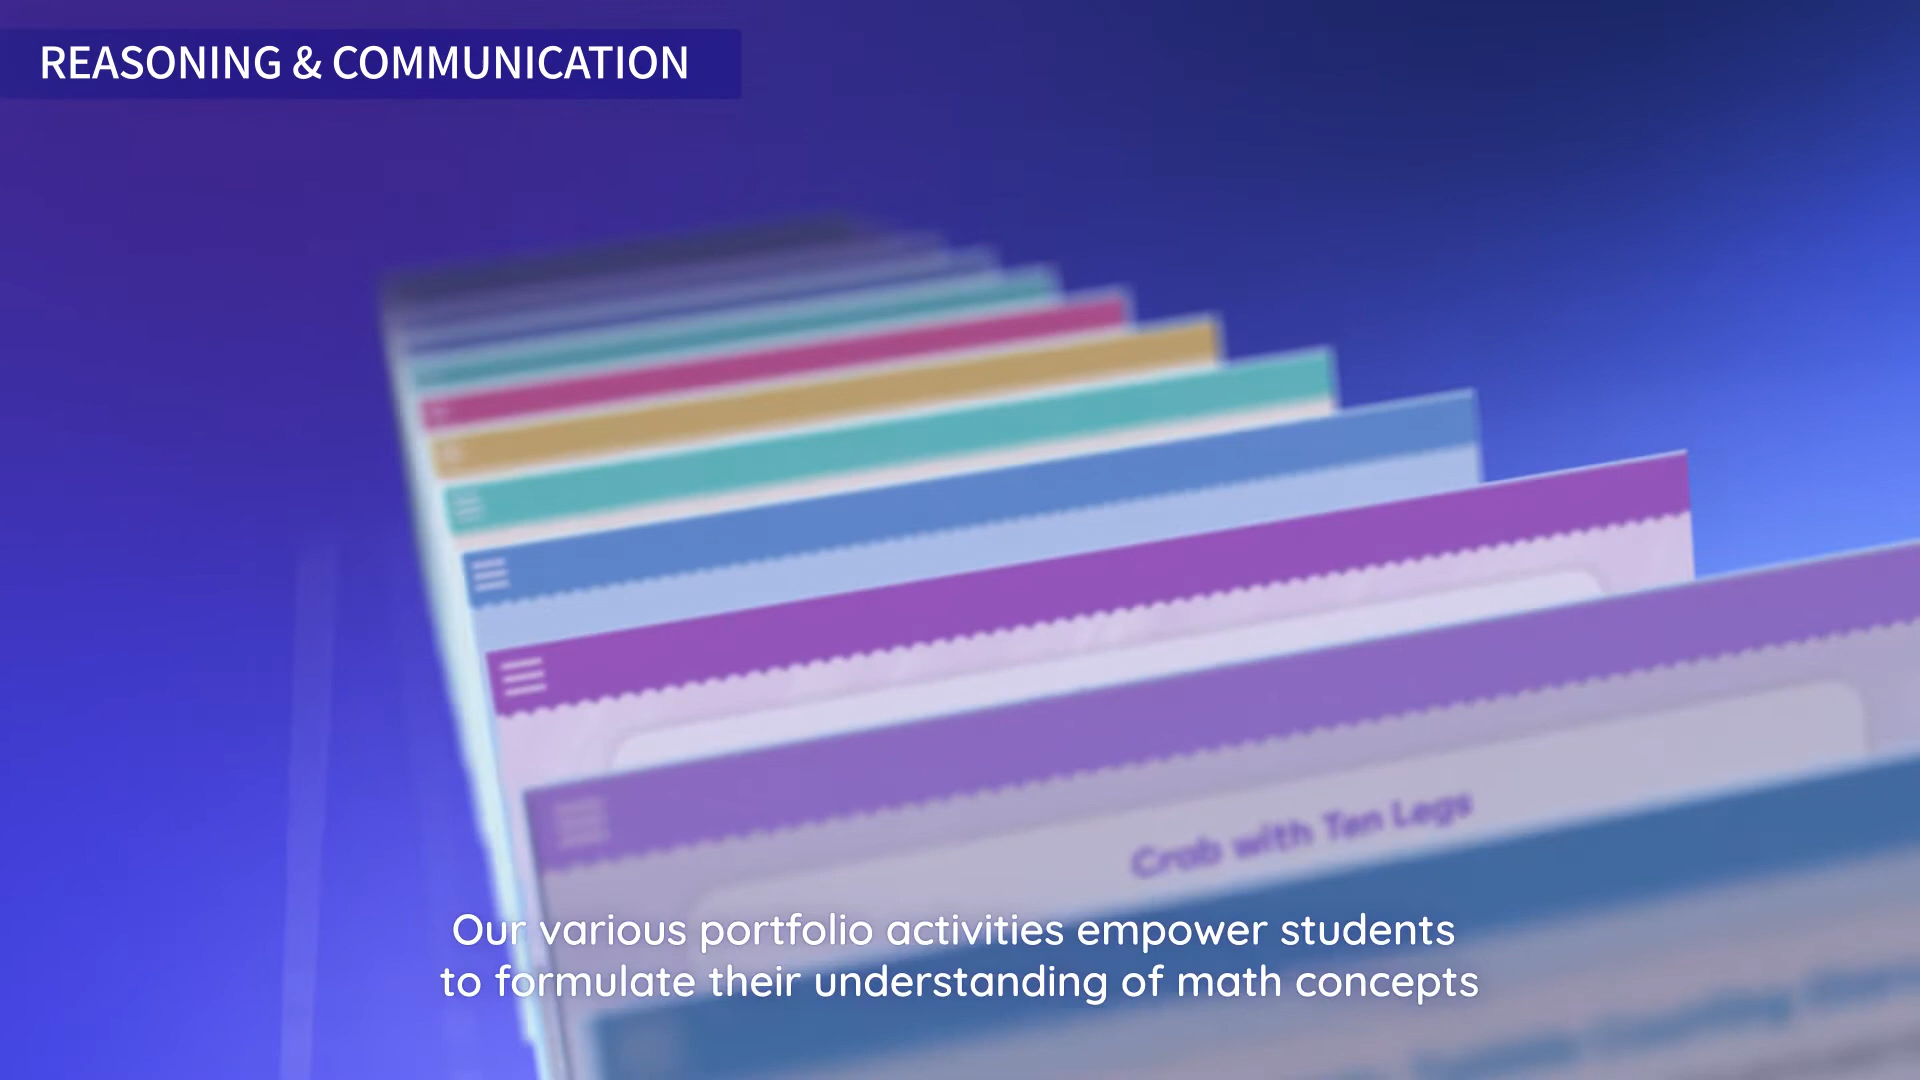 REASONING & COMMUNICATION
Crab with Ten Legs
Our various portfolio activities empower students
to formulate their understanding of math concepts